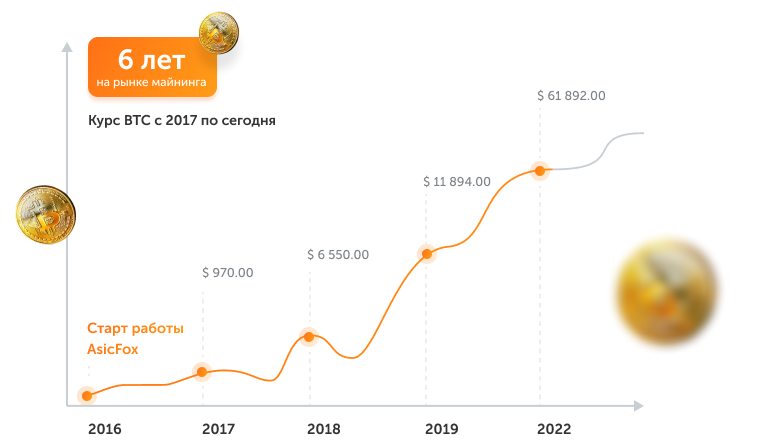 6 лет
на рынке майнинга
Курс BTC с 2017 по сегодня
$ 61 892.00
$ 11 894.00
$ 6 550.00
$ 970.00
Старт работы
AsicFox
2016
2017
2018
2019
2022